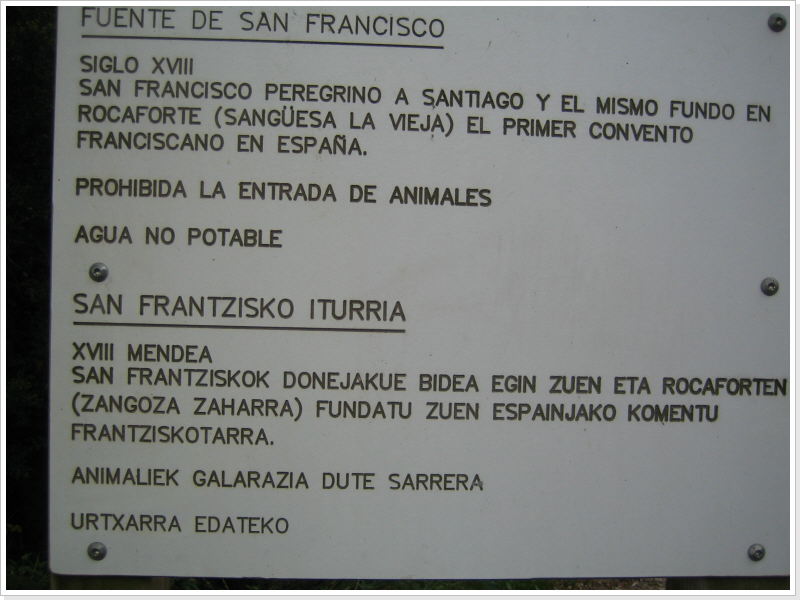 FUENTE DE SAN FRANCISCO
SIGLO XVIII
SAN FRANCISCO PEREGRINO A SANTIAGO Y EL MISMO FUNDO EN
ROCAFORTE (SANGÜESA LA VIEJA) EL PRIMER CONVENTO
FRANCISCANO EN ESPAÑA.
PROHIBIDA LA ENTRADA DE ANIMALES
AGUA NO POTABLE
SAN FRANTZISKO ITURRIA
XVIII MENDEA
SAN FRANTZISKOK DONEJAKUE BIDEA EGIN ZUEN ETA ROCAFORTEN
(ZANGOZA ZAHARRA) FUNDATU ZUEN ESPAINJAKO KOMENTU
FRANTZISKOTARRA.
ANIMALIEK GALARAZIA DUTE SARRERA
URTXARRA EDATEKO